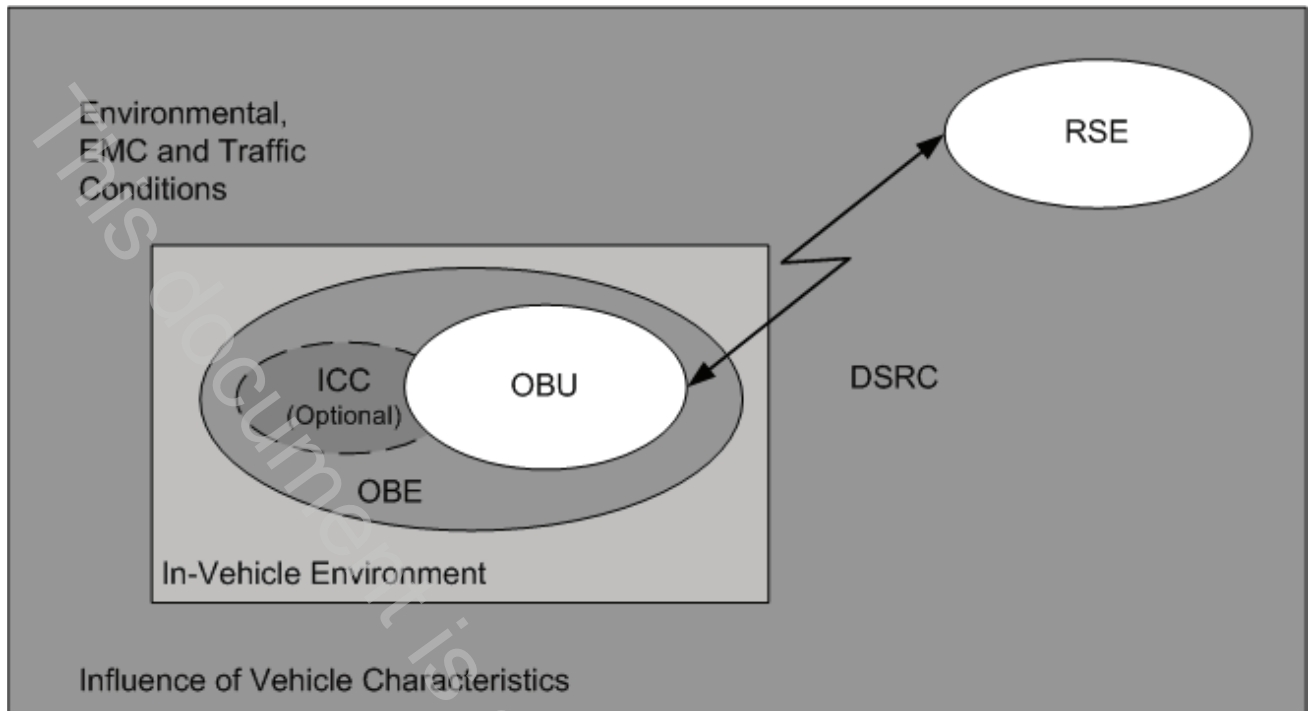 Environmental,
EMC and Traffic
Conditions
RSE
ICC
(Optional)
OBU
DSRC
OBE
In-Vehicle Environment
Influence of Vehicle Characteristics
This document is